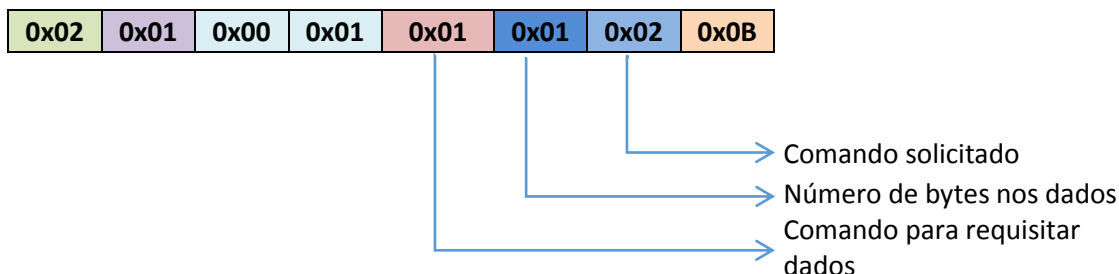 0x02 0x01 0x00 0x01 0x01 0x01 0x02 0x0B
Comando solicitado
Número de bytes nos dados
Comando para requisitar
dados